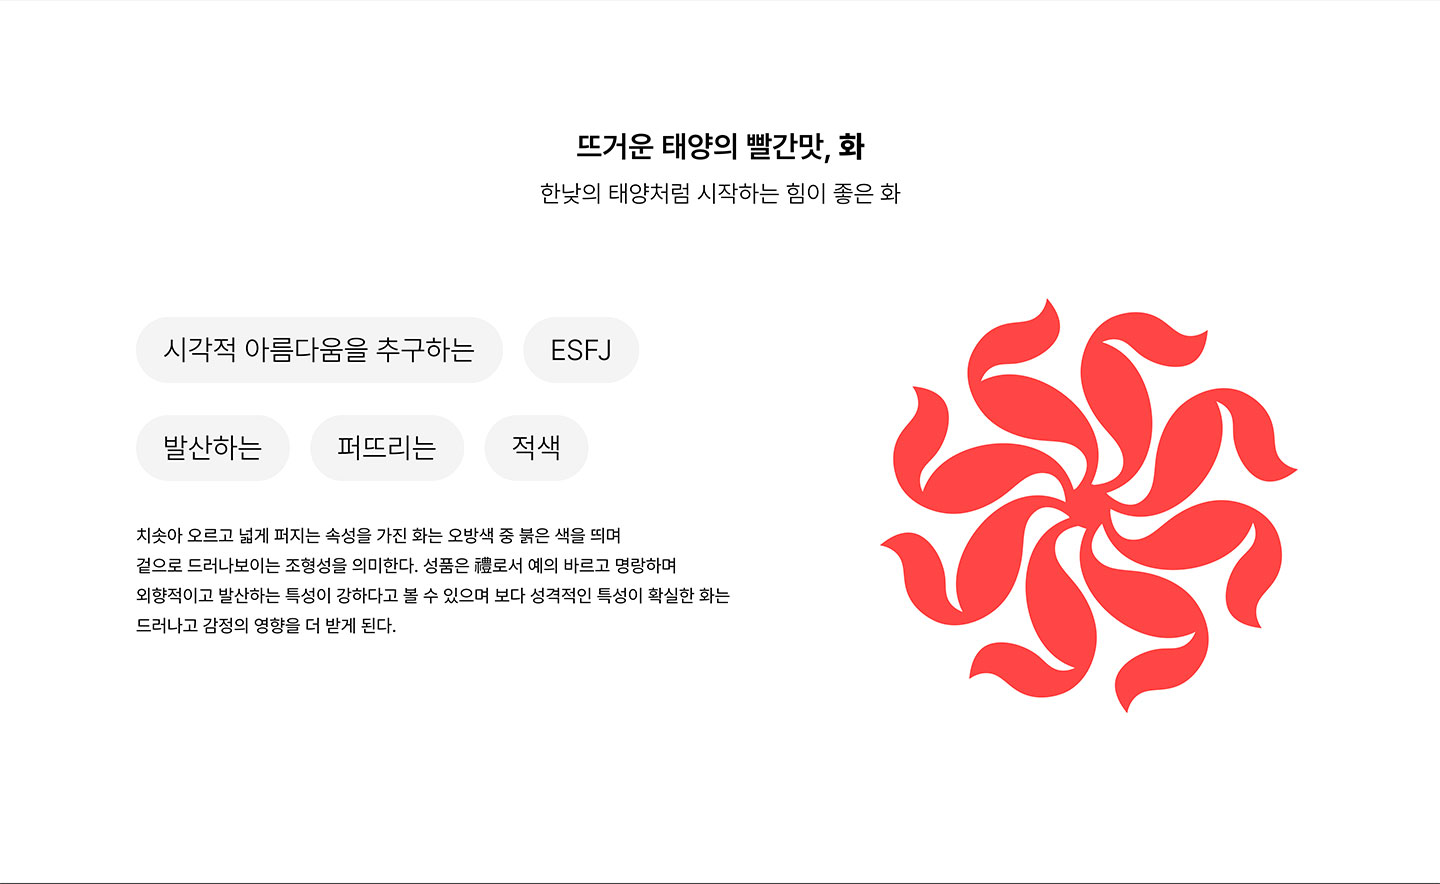 뜨거운 태양의 빨간맛, 화
한낮의 태양처럼 시작하는 힘이 좋은 화
시각적 아름다움을 추구하는
ESFJ
발산하는
퍼뜨리는
적색
치솟아 오르고 넓게 퍼지는 속성을 가진 화는 오방색 중 붉은 색을 띄며
겉으로 드러나보이는 조형성을 의미한다. 성품은 禮로서 예의 바르고 명랑하며
외향적이고 발산하는 특성이 강하다고 볼 수 있으며 보다 성격적인 특성이 확실한 화는
드러나고 감정의 영향을 더 받게 된다.